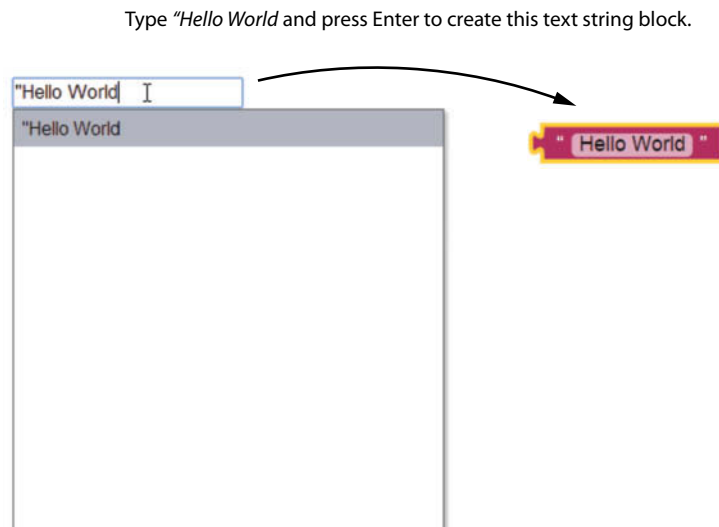 Type “Hello World and press Enter to create this text string block.
"Hello World
"Hello World
“ Hello World ”